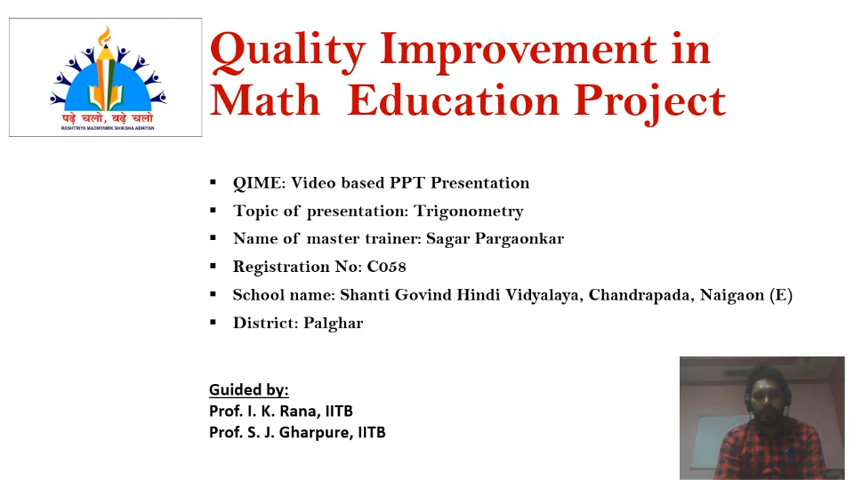 पढ़े चलो, बढ़े चलो
RASHTRIYA MADHYAMIK SHIKSHA ABHIYAN
Quality Improvement in
Math Education Project
▪ QIME: Video based PPT Presentation
▪ Topic of presentation: Trigonometry
▪ Name of master trainer: Sagar Pargaonkar
▪ Registration No: C058
▪ School name: Shanti Govind Hindi Vidyalaya, Chandrapada, Naigaon (E)
▪ District: Palghar
Guided by:
Prof. I. K. Rana, IITB
Prof. S. J. Gharpure, IITB